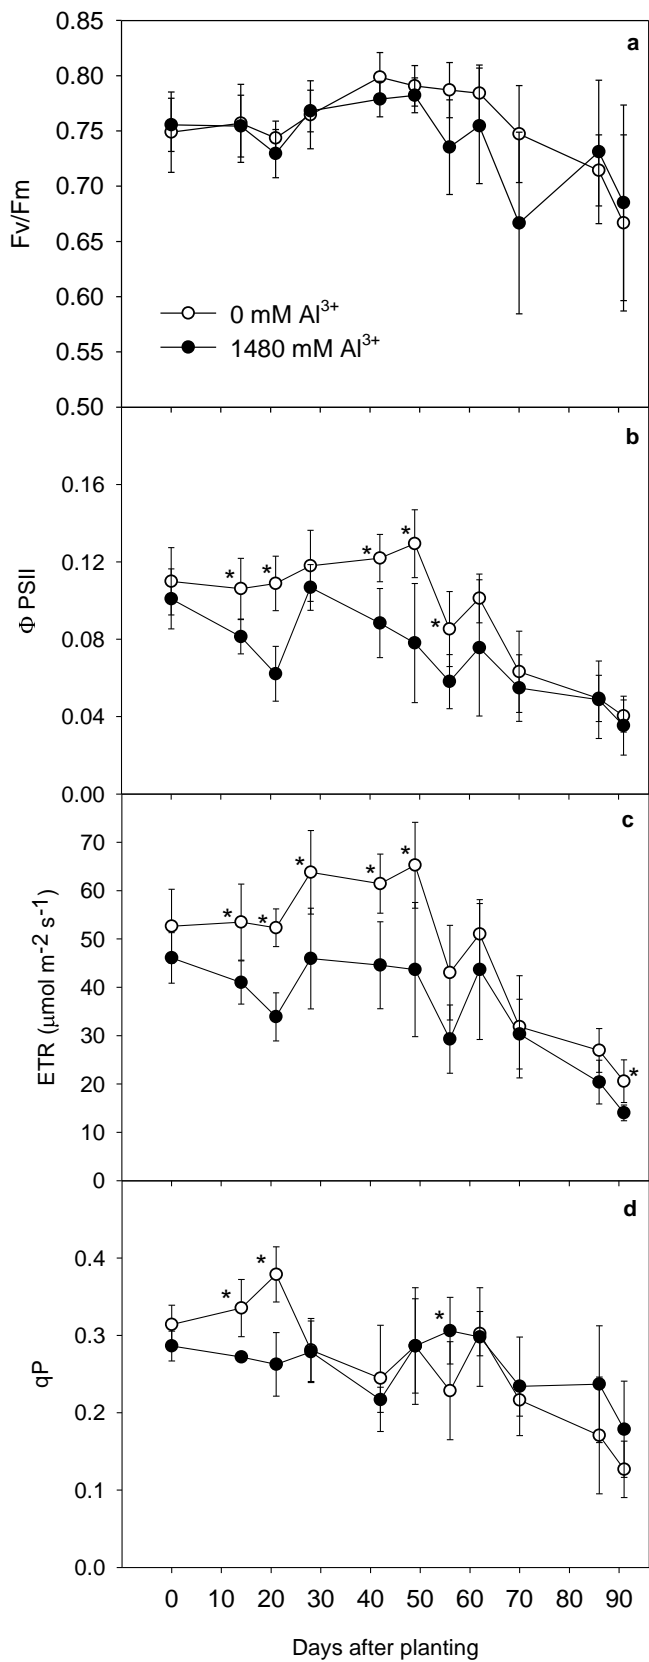 0.85
a
0.80
0.75
0.70
Fv/Fm
0.65
0.60
0 mM Al³⁺
1480 mM Al³⁺
0.55
0.50
b
0.16
* * * *
0.12
Φ PSII
0.08
*
0.04
0.00
c
70
* * *
60
* *
50
ETR (μmol m⁻² s⁻¹)
40
30
20
*
10
0
d
0.4
* *
0.3
*
qP
0.2
0.1
0.0
0 10 20 30 40 50 60 70 80 90
Days after planting